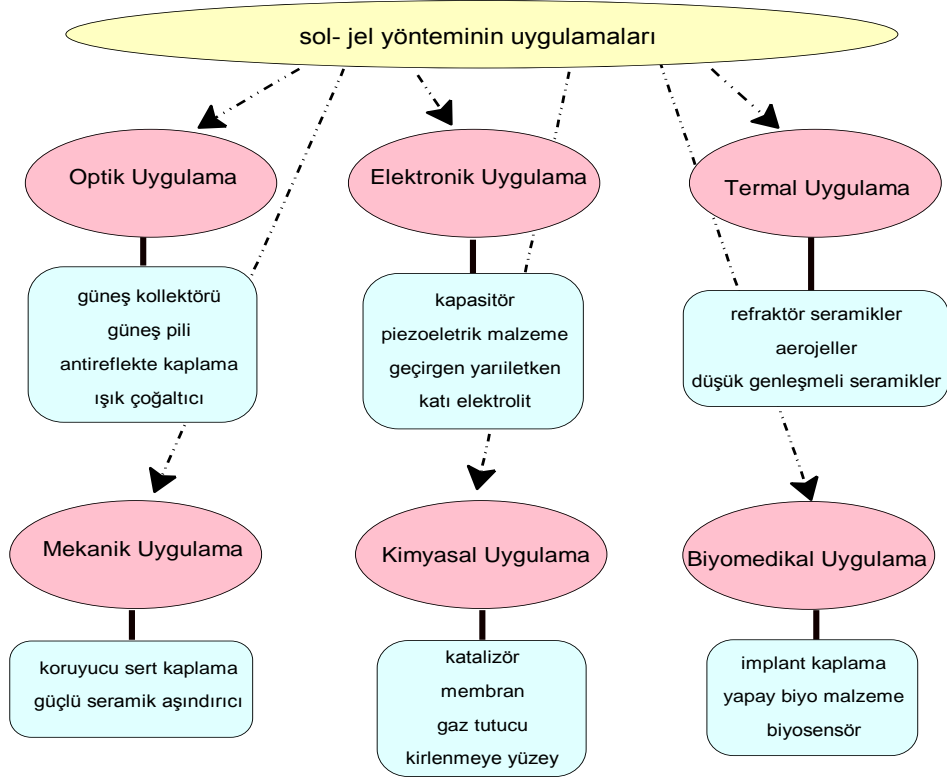 sol- jel yönteminin uygulamaları
Optik Uygulama
güneş kollektörü
güneş pili
antireflekte kaplama
ışık çoğaltıcı
Elektronik Uygulama
kapasitör
piezoeletrik malzeme
geçirgen yarıiletken
katı elektrolit
Termal Uygulama
refraktör seramikler
aerojeller
düşük genleşmeli seramikler
Mekanik Uygulama
koruyucu sert kaplama
güçlü seramik aşındırıcı
Kimyasal Uygulama
katalizör
membran
gaz tutucu
kirlenmeye yüzey
Biyomedikal Uygulama
implant kaplama
yapay biyo malzeme
biyosensör